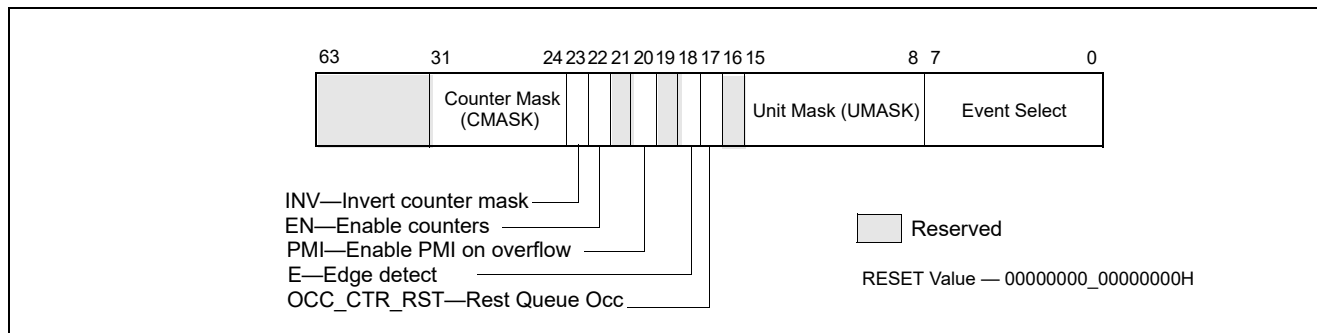 63 31 24 23 22 21 20 19 18 17 16 15 8 7 0
Counter Mask
(CMASK)
Unit Mask (UMASK)
Event Select
INV—Invert counter mask
EN—Enable counters
PMI—Enable PMI on overflow
E—Edge detect
OCC_CTR_RST—Rest Queue Occ
Reserved
RESET Value — 00000000_00000000H